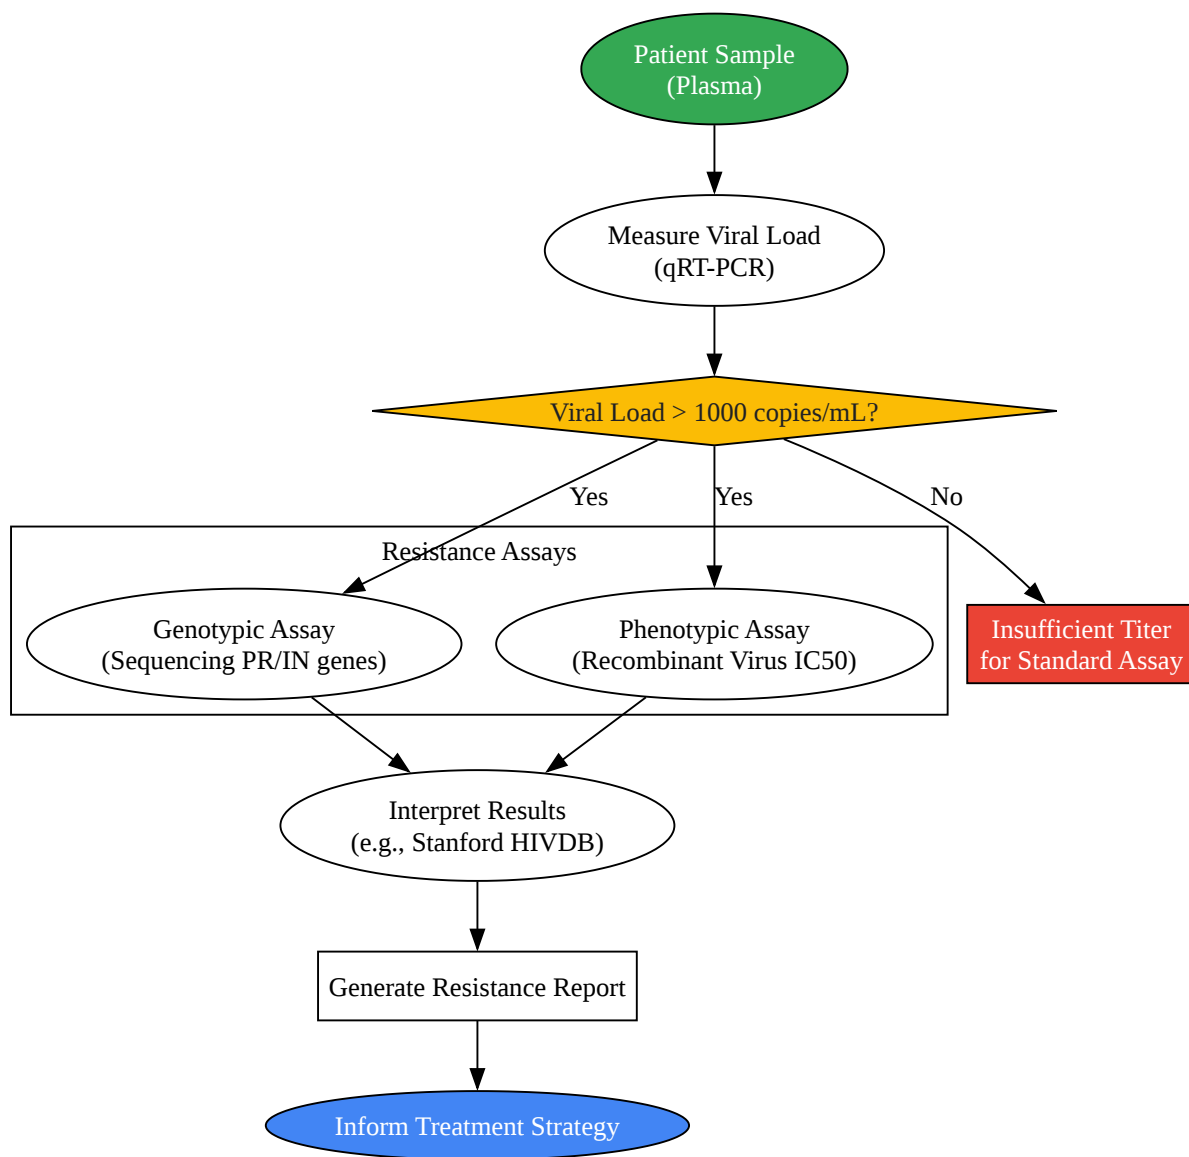 Patient Sample
(Plasma)
Measure Viral Load
(qRT-PCR)
Viral Load > 1000 copies/mL?
Yes
Yes
No
Resistance Assays
Genotypic Assay
(Sequencing PR/IN genes)
Phenotypic Assay
(Recombinant Virus IC50)
Insufficient Titer
for Standard Assay
Interpret Results
(e.g., Stanford HIVDB)
Generate Resistance Report
Inform Treatment Strategy